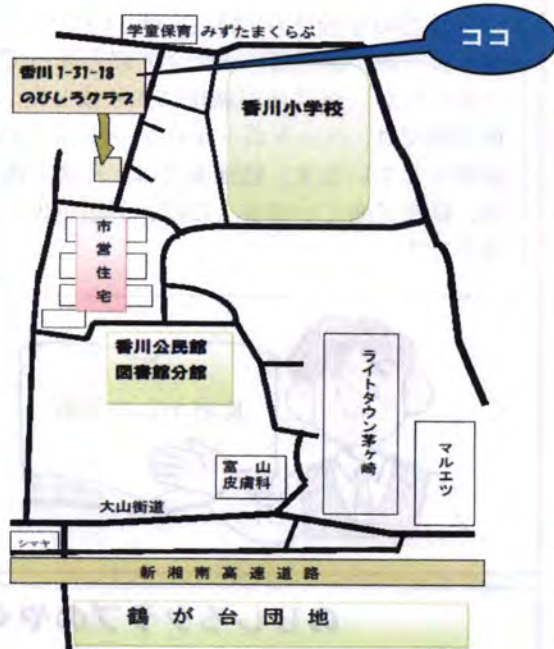 学童保育 みずたまくらぶ
ココ
香川 1-31-18
のびしろクラブ
香川小学校
市営住宅
香川公民館
図書館分館
ライトタウン茅ヶ崎
マルエツ
富山
皮膚科
大山街道
シマヤ
新湘南高速道路
鶴が台団地